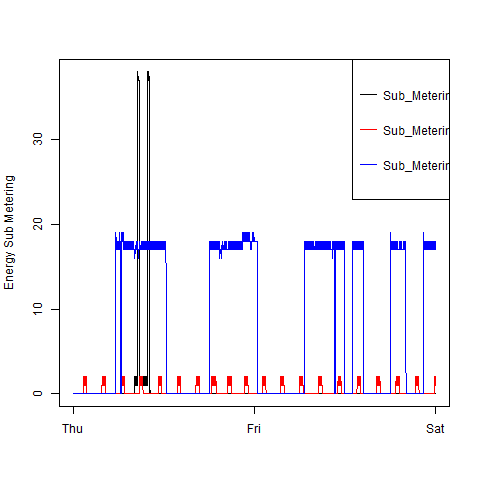 Sub_Meterin
Sub_Meterin
Sub_Meterin
Energy Sub Metering
30
20
10
0
Thu
Fri
Sat